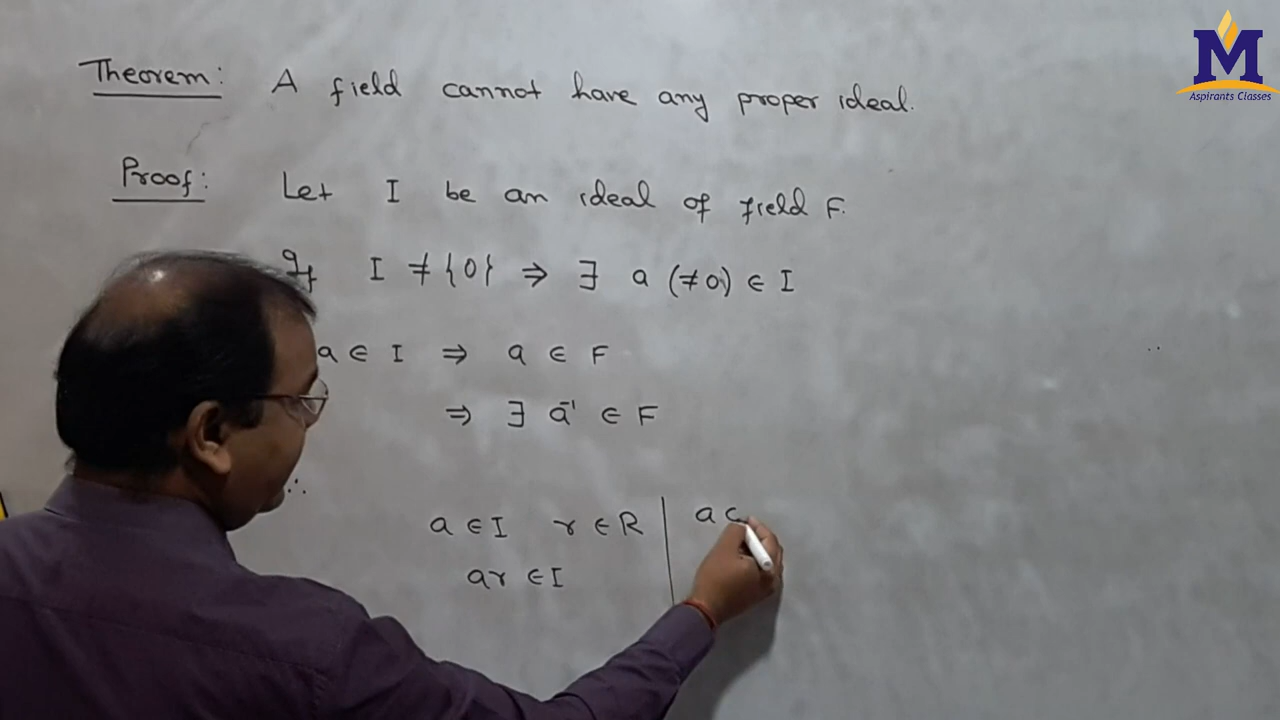 Theorem: A field cannot have any proper ideal.
M
Aspirants Classes
Proof: Let I be an ideal of field F.
If I ≠ {0} ⇒ ∃ a (≠0) ∈ I
a ∈ I ⇒ a ∈ F
⇒ ∃ a⁻¹ ∈ F
∴
a ∈ I r ∈ R | a
ar ∈ I